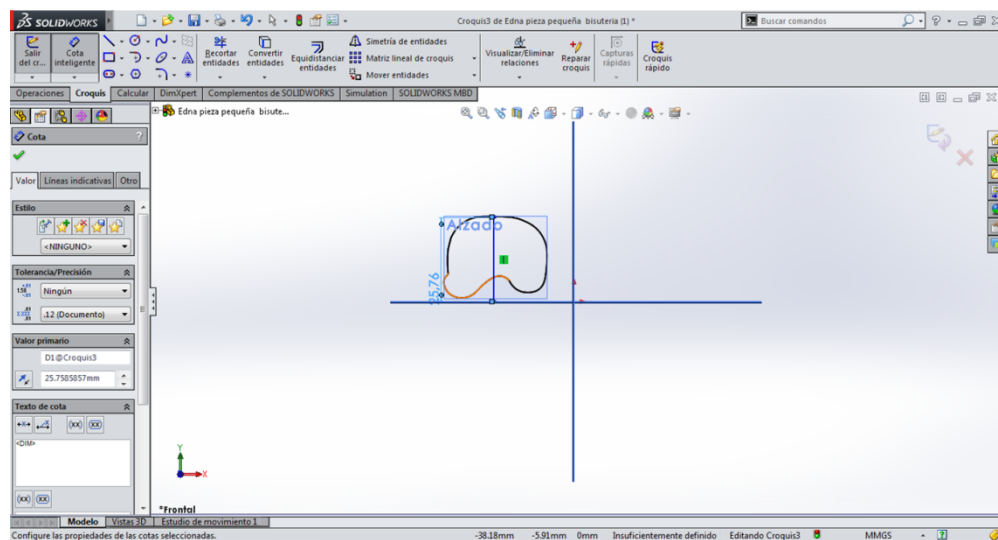 SOLIDWORKS
Croquis3 de Edna pieza pequeña bisuteria (1) *
Buscar comandos
Salir del cr...
Cota inteligente
Recortar entidades
Convertir entidades
Equidistanciar entidades
Simetría de entidades
Matriz lineal de croquis
Mover entidades
Visualizar/Eliminar relaciones
Reparar croquis
Capturas rápidas
Croquis rápido
Operaciones Croquis Calcular DimXpert Complementos de SOLIDWORKS Simulation SOLIDWORKS MBD
Edna pieza pequeña bisute...
Cota ?
Valor Líneas indicativas Otro
Estilo
<NINGUNO>
Tolerancia/Precisión
Ningún
.12 (Documento)
Valor primario
D1@Croquis3
25.7585857mm
Texto de cota
(xx) (xx)
<DIM>
(xx) (xx)
Alzado
25,76
Y
X
*Frontal
Modelo Vistas 3D Estudio de movimiento 1
Configure las propiedades de las cotas seleccionadas. -38.18mm -5.91mm 0mm Insuficientemente definido Editando Croquis3 MMGS